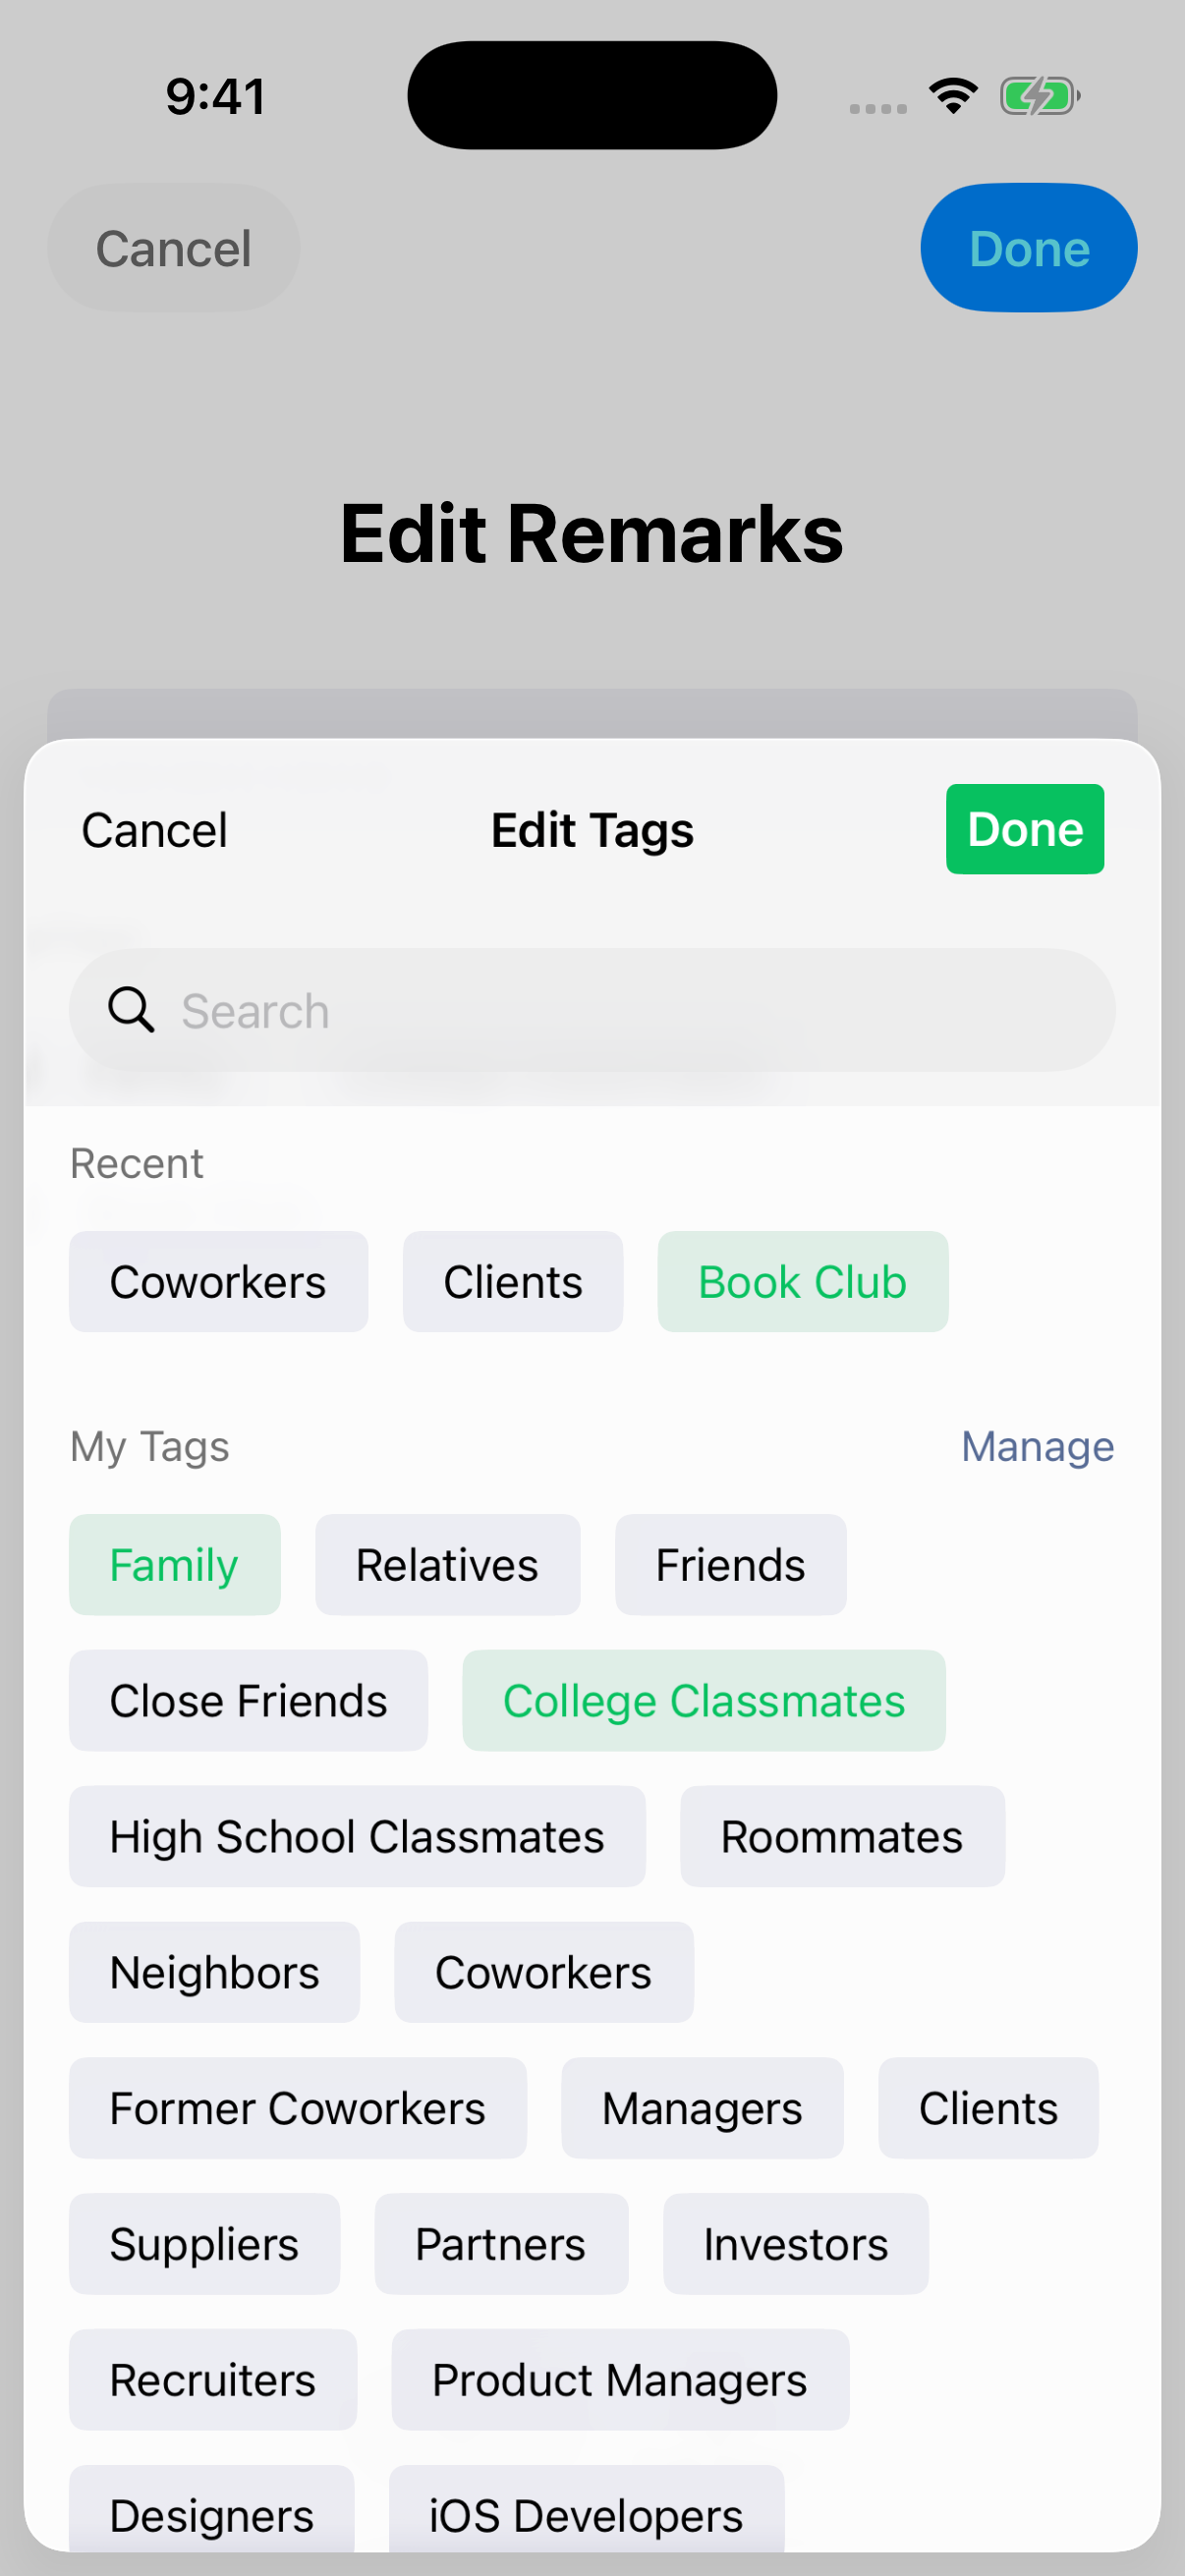 9:41
Cancel Done
Edit Remarks
Cancel Edit Tags Done
Search
Recent
Coworkers Clients Book Club
My Tags Manage
Family Relatives Friends
Close Friends College Classmates
High School Classmates Roommates
Neighbors Coworkers
Former Coworkers Managers Clients
Suppliers Partners Investors
Recruiters Product Managers
Designers iOS Developers